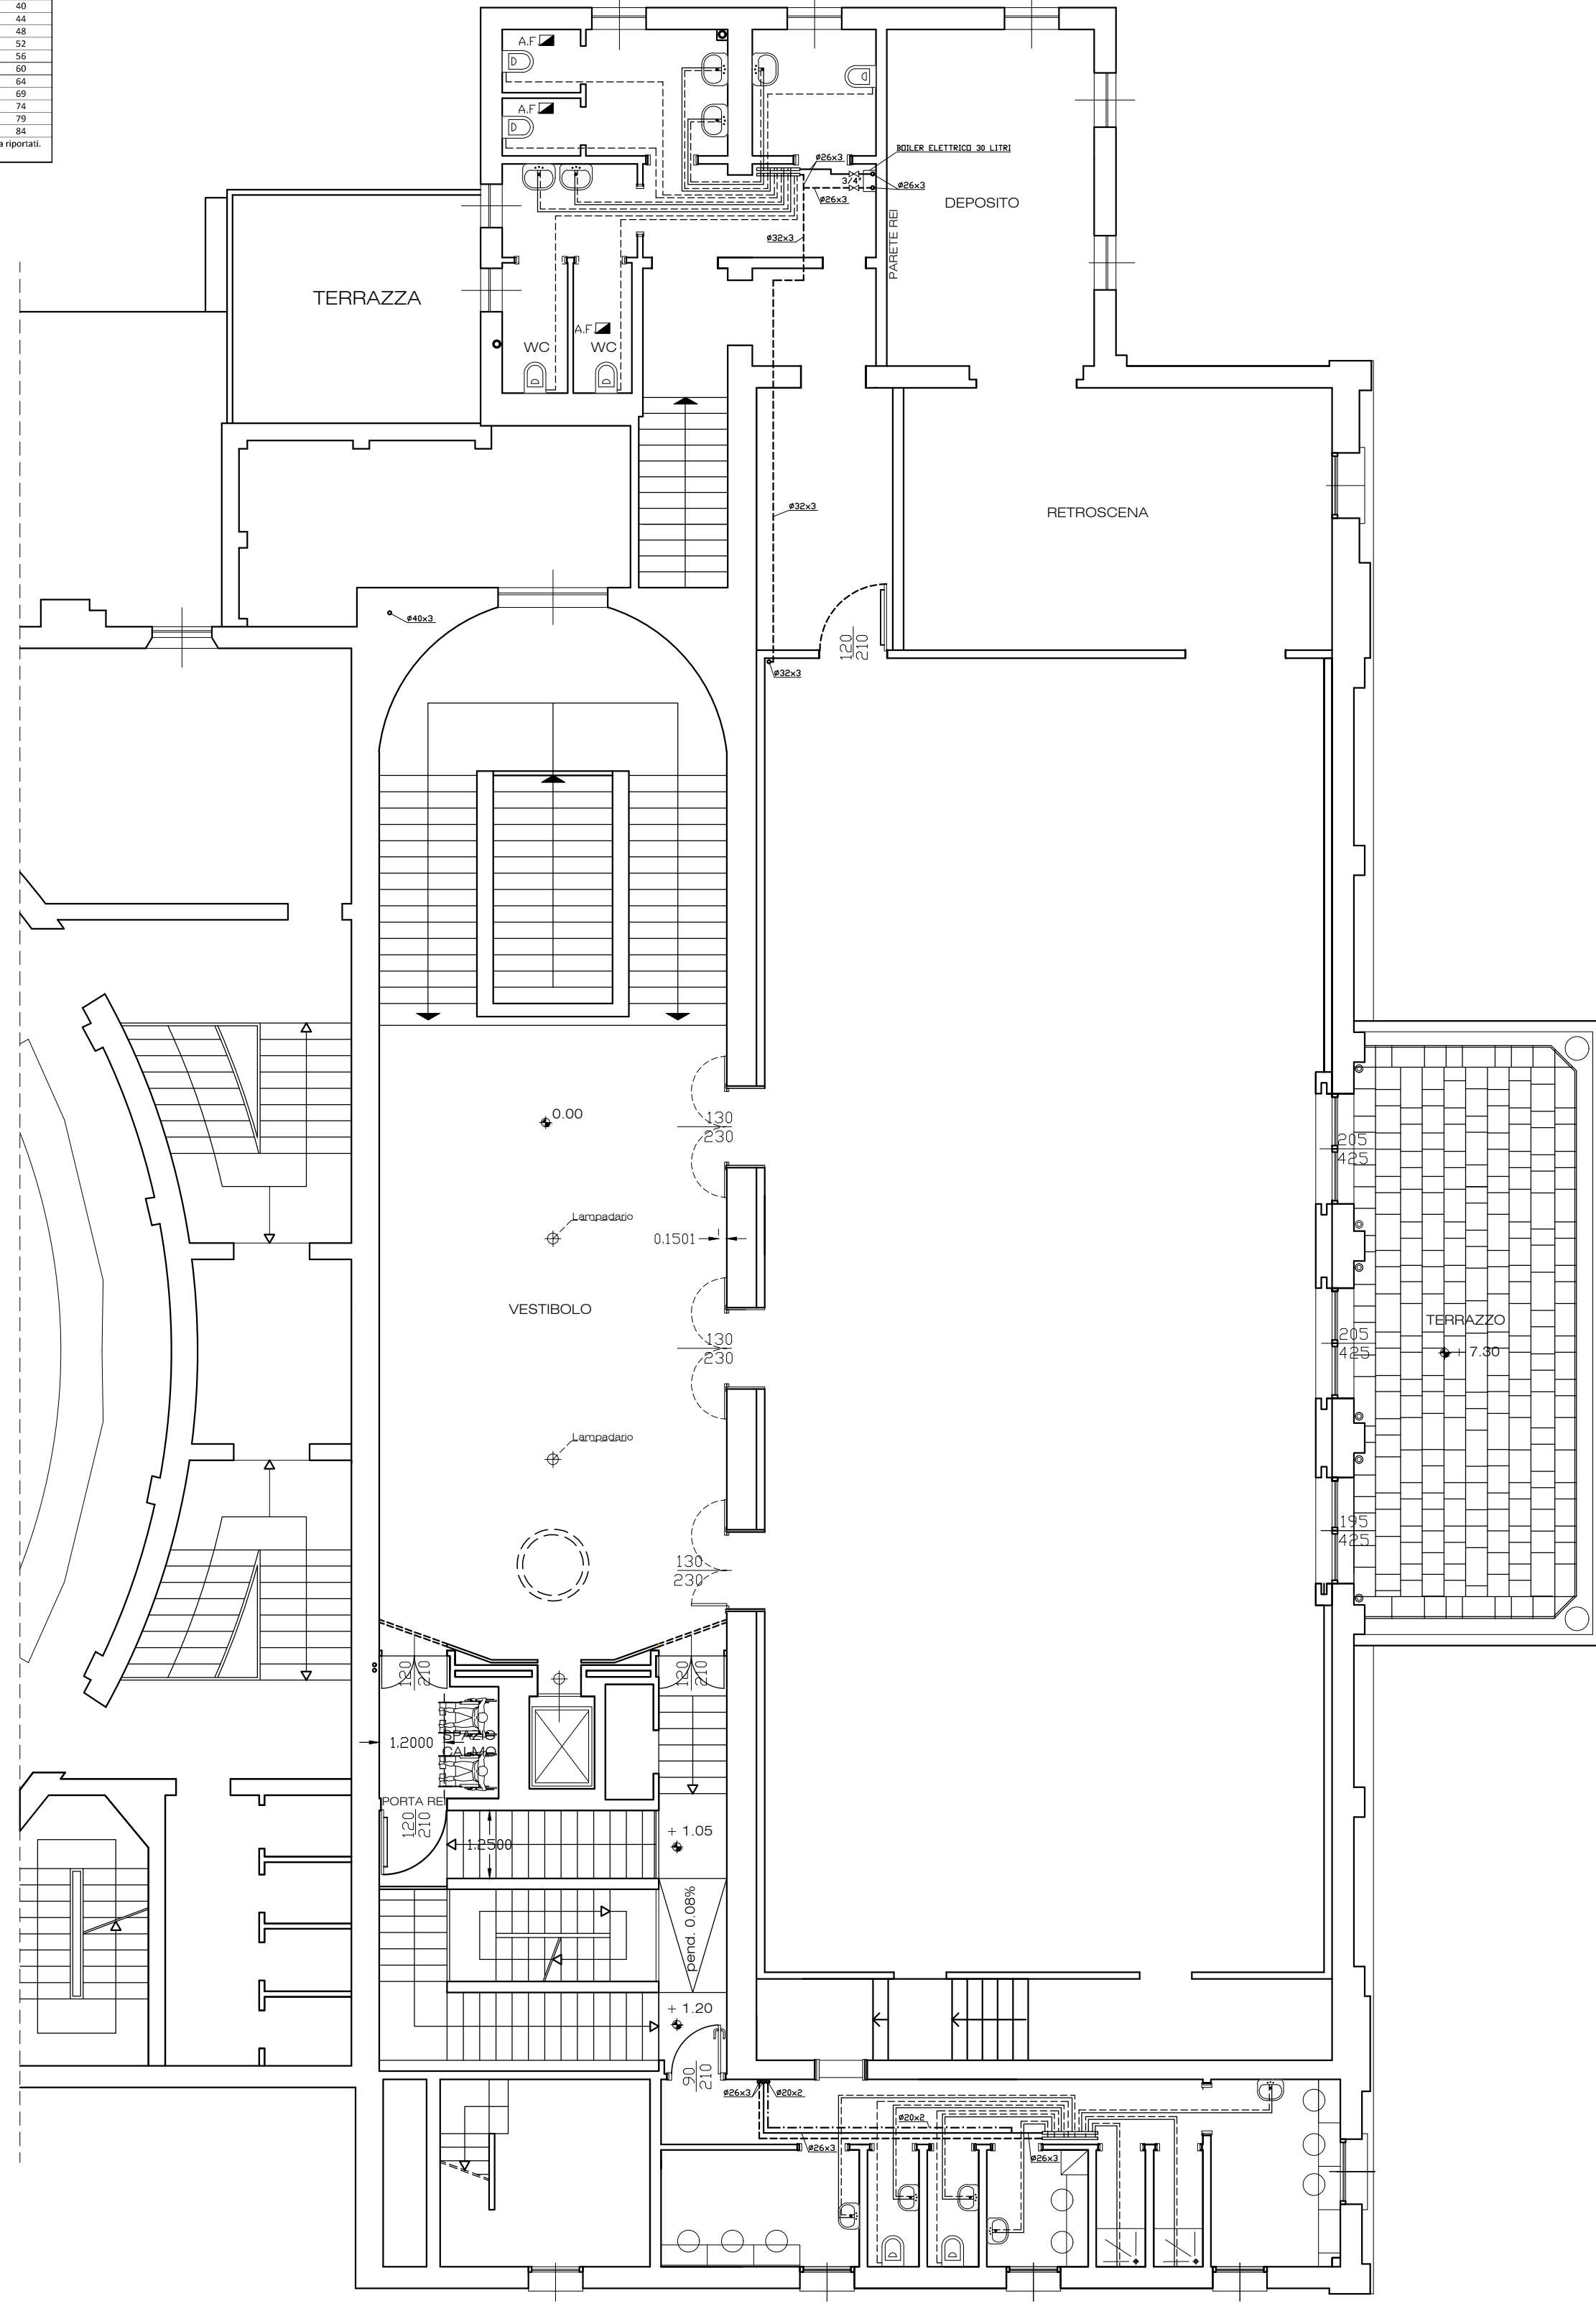 40
44
48
52
56
60
64
69
74
79
84
a riportati.
A.F.
A.F.
BOILER ELETTRICO 30 LITRI
Ø26x3
3/4"
Ø26x3
Ø26x3
DEPOSITO
PARETE REI
Ø32x3
TERRAZZA
A.F.
WC
WC
Ø32x3
RETROSCENA
Ø40x3
120
210
Ø32x3
0.00
130
230
205
425
Lampadario
0.1501
VESTIBOLO
TERRAZZO
130
230
205
425
+ 7.30
Lampadario
195
425
130
230
120
210
120
210
1.2000
SPAZIO
CALMO
PORTA REI
120
210
1.2500
+ 1.05
pend. 0.08%
+ 1.20
90
210
Ø26x3
Ø20x2
Ø20x2
Ø26x3
Ø26x3